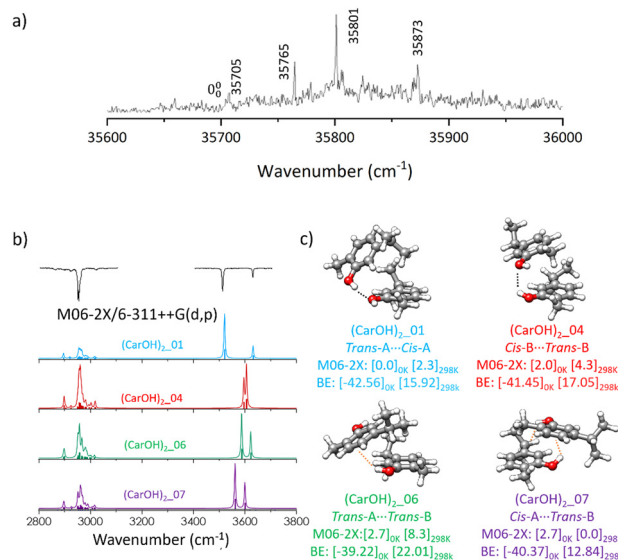 a)
0⁰₀
35705
35765
35801
35873
35600
35700
35800
35900
36000
Wavenumber (cm⁻¹)
b)
c)
M06-2X/6-311++G(d,p)
(CarOH)₂_01
(CarOH)₂_04
(CarOH)₂_06
(CarOH)₂_07
2800
3000
3200
3400
3600
3800
Wavenumber (cm⁻¹)
(CarOH)₂_01
Trans-A···Cis-A
M06-2X: [0.0]₀K [2.3]₂₉₈K
BE: [-42.56]₀K [15.92]₂₉₈k
(CarOH)₂_04
Cis-B···Trans-B
M06-2X: [2.0]₀K [4.3]₂₉₈K
BE: [-41.45]₀K [17.05]₂₉₈k
(CarOH)₂_06
Trans-A···Trans-B
M06-2X:[2.7]₀K [8.3]₂₉₈K
BE: [-39.22]₀K [22.01]₂₉₈k
(CarOH)₂_07
Cis-A···Trans-B
M06-2X: [2.7]₀K [0.0]₂₉₈K
BE: [-40.37]₀K [12.84]₂₉₈k